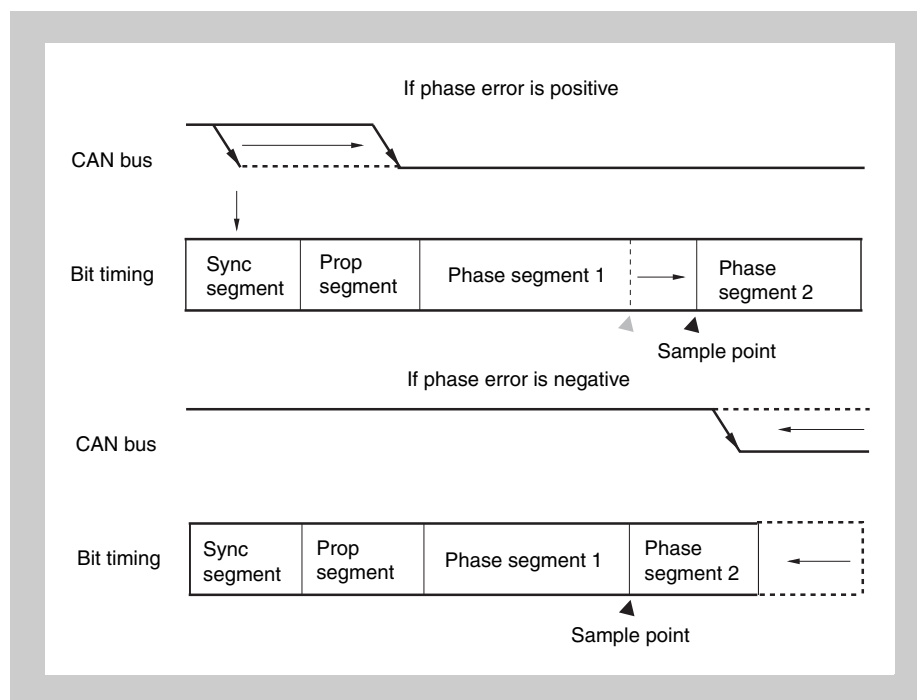 If phase error is positive
CAN bus
Bit timing
Sync
segment
Prop
segment
Phase segment 1
Phase
segment 2
Sample point
If phase error is negative
CAN bus
Bit timing
Sync
segment
Prop
segment
Phase segment 1
Phase
segment 2
Sample point